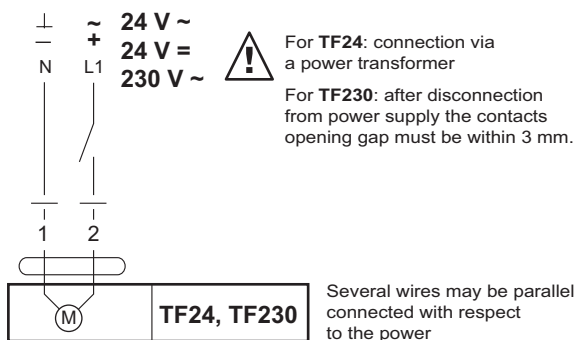 ⊥ ~ 24 V ~
– + 24 V =
N L1 230 V ~
!
For TF24: connection via
a power transformer
For TF230: after disconnection
from power supply the contacts
opening gap must be within 3 mm.
1 2
M
TF24, TF230
Several wires may be parallel
connected with respect
to the power